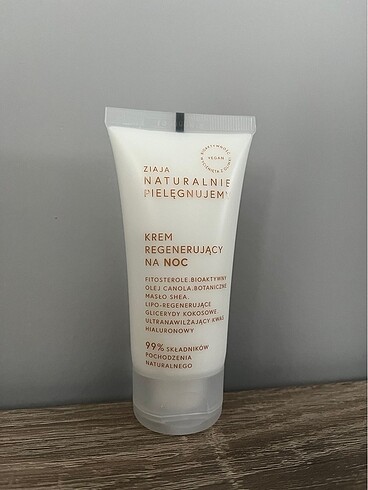 ZIAJA
NATURALNIE
PIELĘGNUJEMY
VEGAN
KREM
REGENERUJĄCY
NA NOC
FITOSTEROLE.BIOAKTYWNY
OLEJ CANOLA.BOTANICZNE
MASŁO SHEA.
LIPO-REGENERUJĄCE
GLICERYDY KOKOSOWE.
ULTRANAWILŻAJĄCY KWAS
HIALURONOWY
99% SKŁADNIKÓW
POCHODZENIA
NATURALNEGO